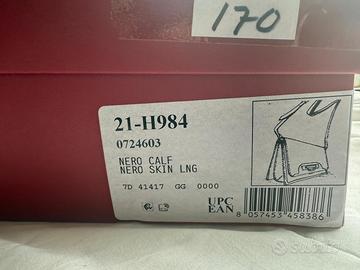 170
21-H984
0724603
NERO CALF
NERO SKIN LNG
7D 41417 GG 0000
UPC
EAN
8 057453 458386
subito